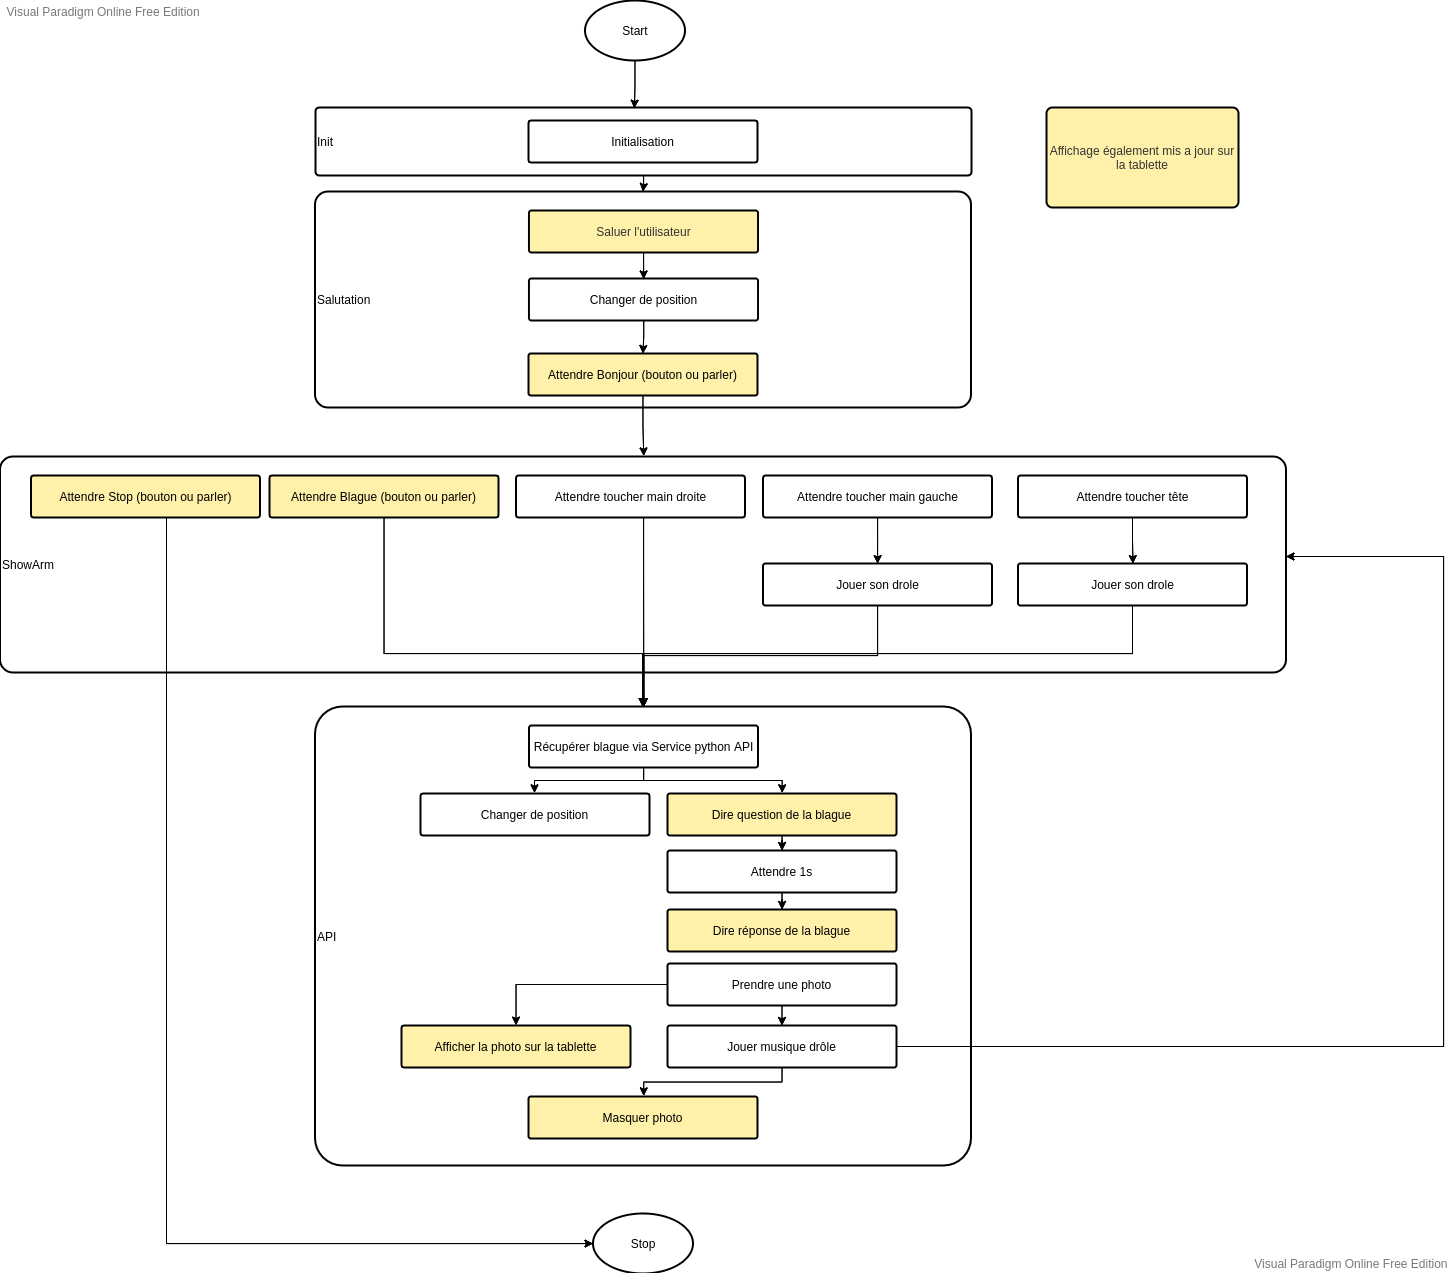 Visual Paradigm Online Free Edition
Start
Init
Initialisation
Affichage également mis a jour sur
la tablette
Saluer l'utilisateur
Salutation
Changer de position
Attendre Bonjour (bouton ou parler)
Attendre Stop (bouton ou parler)
Attendre Blague (bouton ou parler)
Attendre toucher main droite
Attendre toucher main gauche
Attendre toucher tête
ShowArm
Jouer son drole
Jouer son drole
Récupérer blague via Service python API
Changer de position
Dire question de la blague
Attendre 1s
API
Dire réponse de la blague
Prendre une photo
Afficher la photo sur la tablette
Jouer musique drôle
Masquer photo
Stop
Visual Paradigm Online Free Edition